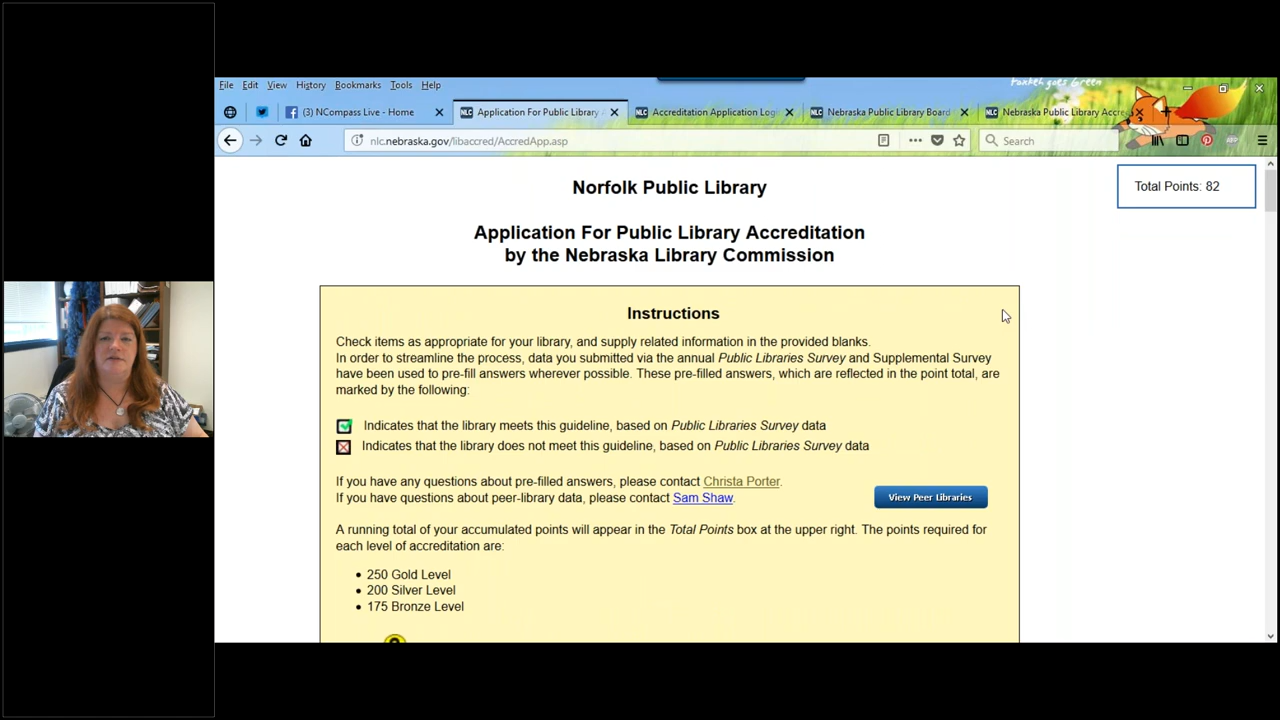 foxkeh goes Green
File Edit View History Bookmarks Tools Help
(3) NCompass Live - Home
NLC Application For Public Library
NLC Accreditation Application Log
NLC Nebraska Public Library Board
NLC Nebraska Public Library Accre
nlc.nebraska.gov/libaccred/AccredApp.asp
Search
Norfolk Public Library
Total Points: 82
Application For Public Library Accreditation
by the Nebraska Library Commission
Instructions
Check items as appropriate for your library, and supply related information in the provided blanks.
In order to streamline the process, data you submitted via the annual Public Libraries Survey and Supplemental Survey
have been used to pre-fill answers wherever possible. These pre-filled answers, which are reflected in the point total, are
marked by the following:
Indicates that the library meets this guideline, based on Public Libraries Survey data
Indicates that the library does not meet this guideline, based on Public Libraries Survey data
If you have any questions about pre-filled answers, please contact Christa Porter.
If you have questions about peer-library data, please contact Sam Shaw.
View Peer Libraries
A running total of your accumulated points will appear in the Total Points box at the upper right. The points required for
each level of accreditation are:
• 250 Gold Level
• 200 Silver Level
• 175 Bronze Level